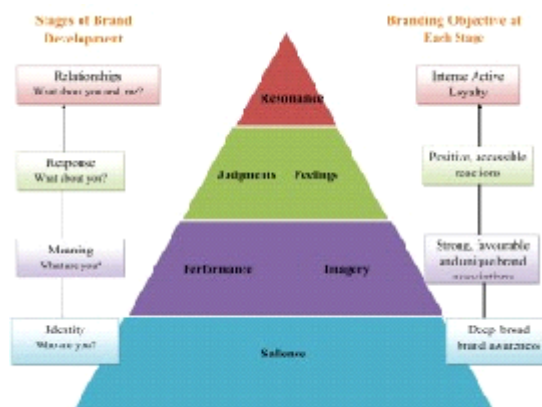 Stages of Brand
Development
Branding Objective at
Each Stage
Relationships
What about you and me?
Intense Active
Loyalty
Resonance
Response
What about you?
Judgments Feelings
Positive, accessible
reactions
Meaning
What are you?
Performance Imagery
Strong, favourable
and unique brand
associations
Identity
Who are you?
Salience
Deep broad
brand awareness